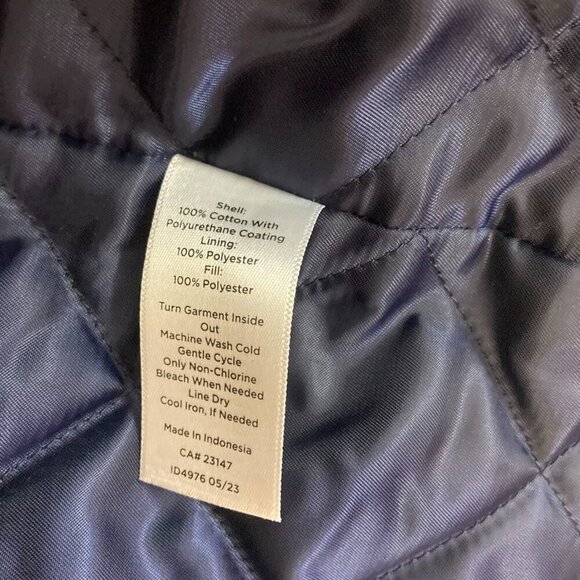 Shell:
100% Cotton With
Polyurethane Coating
Lining:
100% Polyester
Fill:
100% Polyester
Turn Garment Inside
Out
Machine Wash Cold
Gentle Cycle
Only Non-Chlorine
Bleach When Needed
Line Dry
Cool Iron, If Needed
Made in Indonesia
CA# 23147
ID4976 05/23